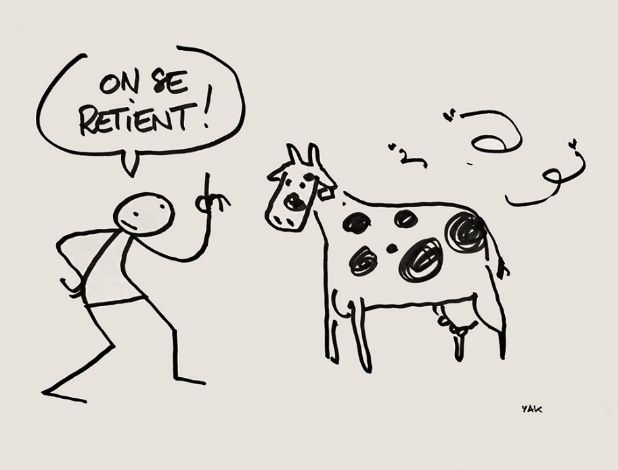 ON SE
RETIENT !
YAK